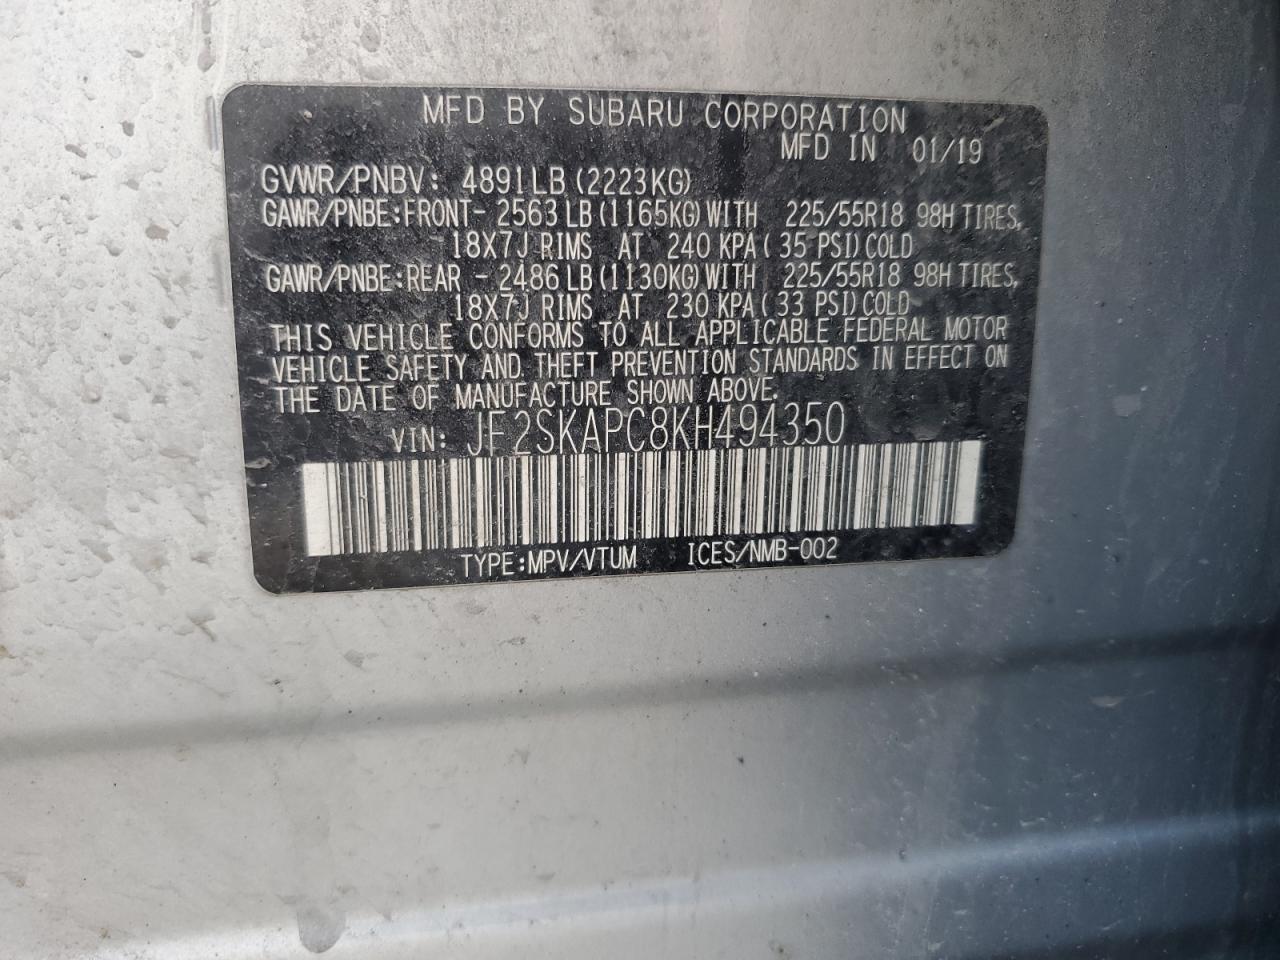 MFD BY SUBARU CORPORATION
MFD IN 01/19
GVWR/PNBV: 4891LB (2223KG)
GAWR/PNBE:FRONT- 2563 LB (1165KG) WITH 225/55R18 98H TIRES,
18X7J RIMS AT 240 KPA ( 35 PSI) COLD
GAWR/PNBE:REAR - 2486 LB (1130KG) WITH 225/55R18 98H TIRES,
18X7J RIMS AT 230 KPA ( 33 PSI) COLD
THIS VEHICLE CONFORMS TO ALL APPLICABLE FEDERAL MOTOR
VEHICLE SAFETY AND THEFT PREVENTION STANDARDS IN EFFECT ON
THE DATE OF MANUFACTURE SHOWN ABOVE.
VIN: JF2SKAPC8KH494350
TYPE:MPV/VTUM ICES/NMB-002